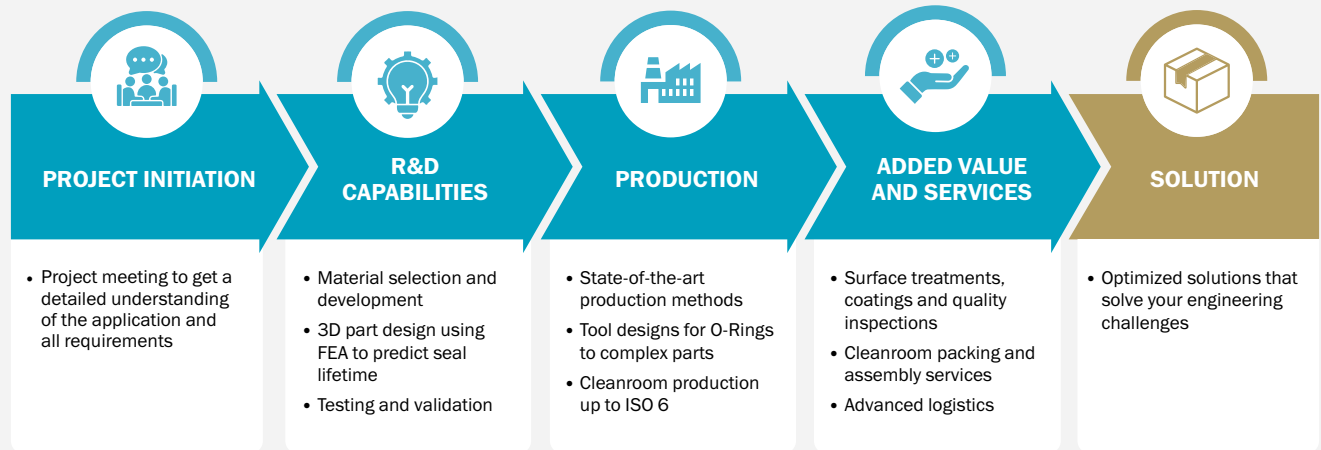 PROJECT INITIATION
R&D
CAPABILITIES
PRODUCTION
ADDED VALUE
AND SERVICES
SOLUTION
• Project meeting to get a
detailed understanding
of the application and
all requirements
• Material selection and
development
• 3D part design using
FEA to predict seal
lifetime
• Testing and validation
• State-of-the-art
production methods
• Tool designs for O-Rings
to complex parts
• Cleanroom production
up to ISO 6
• Surface treatments,
coatings and quality
inspections
• Cleanroom packing and
assembly services
• Advanced logistics
• Optimized solutions that
solve your engineering
challenges